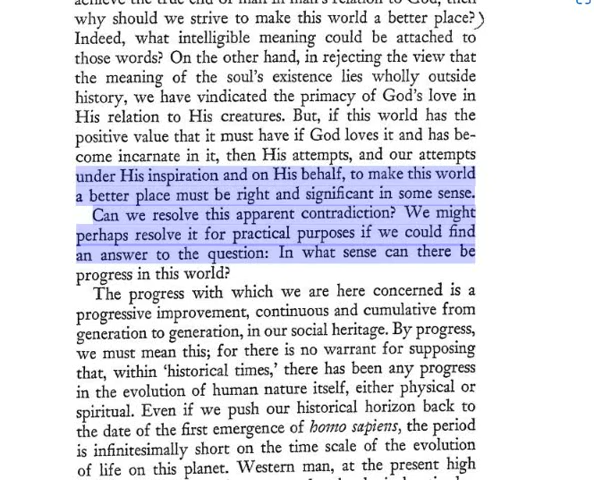 achieve the true end of man in man's relation to God, then
why should we strive to make this world a better place?)
Indeed, what intelligible meaning could be attached to
those words? On the other hand, in rejecting the view that
the meaning of the soul's existence lies wholly outside
history, we have vindicated the primacy of God's love in
His relation to His creatures. But, if this world has the
positive value that it must have if God loves it and has be-
come incarnate in it, then His attempts, and our attempts
under His inspiration and on His behalf, to make this world
a better place must be right and significant in some sense.
Can we resolve this apparent contradiction? We might
perhaps resolve it for practical purposes if we could find
an answer to the question: In what sense can there be
progress in this world?
The progress with which we are here concerned is a
progressive improvement, continuous and cumulative from
generation to generation, in our social heritage. By progress,
we must mean this; for there is no warrant for supposing
that, within 'historical times,' there has been any progress
in the evolution of human nature itself, either physical or
spiritual. Even if we push our historical horizon back to
the date of the first emergence of homo sapiens, the period
is infinitesimally short on the time scale of the evolution
of life on this planet. Western man, at the present high